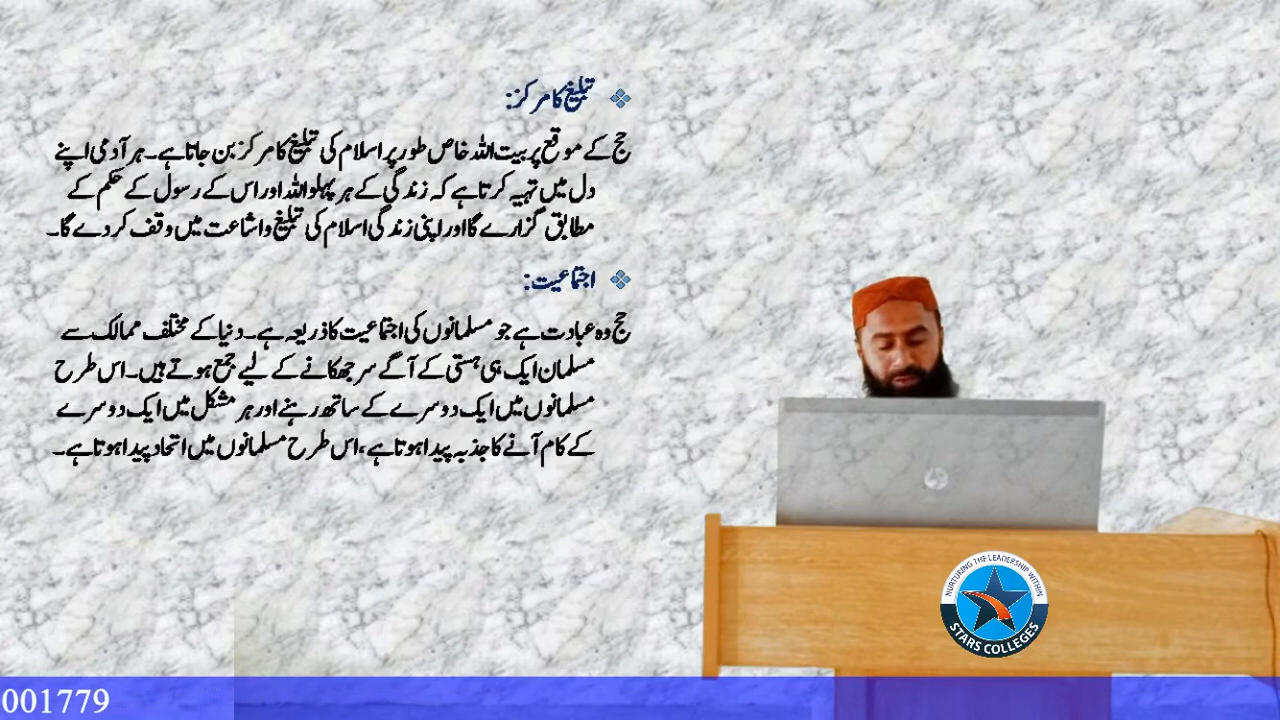 ❖ تبلیغ کا مرکز:
حج کے موقع پر بیت اللہ خاص طور پر اسلام کی تبلیغ کا مرکز بن جاتا ہے۔ ہر آدمی اپنے
دل میں تہیہ کرتا ہے کہ زندگی کے ہر پہلو اللہ اور اس کے رسول کے حکم کے
مطابق گزارے گا اور اپنی زندگی اسلام کی تبلیغ و اشاعت میں وقف کر دے گا۔
❖ اجتماعیت:
حج وہ عبادت ہے جو مسلمانوں کی اجتماعیت کا ذریعہ ہے۔ دنیا کے مختلف ممالک سے
مسلمان ایک ہی ہستی کے آگے سر جھکانے کے لیے جمع ہوتے ہیں۔ اس طرح
مسلمانوں میں ایک دوسرے کے ساتھ رہنے اور ہر مشکل میں ایک دوسرے
کے کام آنے کا جذبہ پیدا ہوتا ہے، اس طرح مسلمانوں میں اتحاد پیدا ہوتا ہے۔
hp
NURTURING THE LEADERSHIP WITHIN
STARS COLLEGES
001779